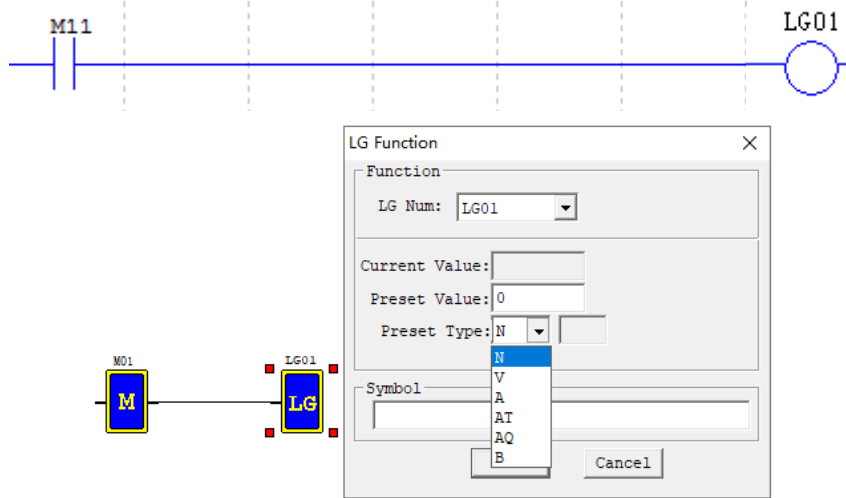 M11
LG01
LG Function
Function
LG Num: LG01
Current Value:
Preset Value: 0
Preset Type: N
N
V
A
AT
AQ
B
Symbol
Cancel
M01
M
LG01
LG